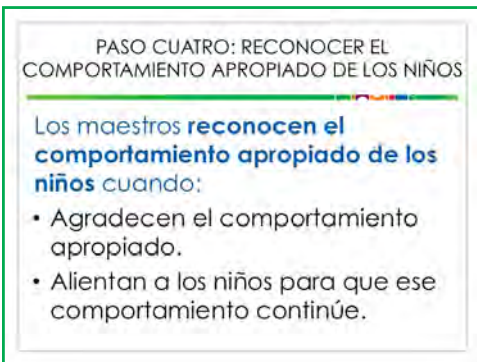 PASO CUATRO: RECONOCER EL
COMPORTAMIENTO APROPIADO DE LOS NIÑOS
Los maestros reconocen el
comportamiento apropiado de los
niños cuando:
• Agradecen el comportamiento
apropiado.
• Alientan a los niños para que ese
comportamiento continúe.